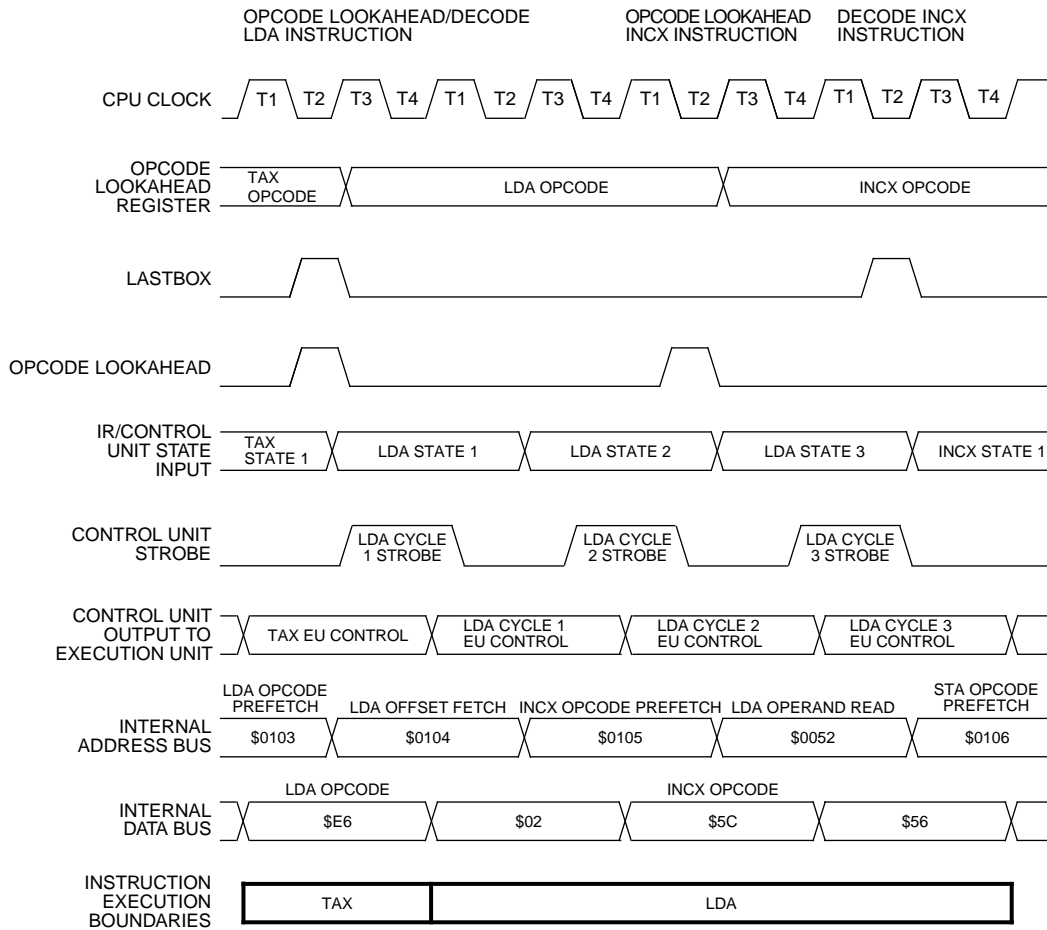 OPCODE LOOKAHEAD/DECODE
LDA INSTRUCTION
OPCODE LOOKAHEAD
INCX INSTRUCTION
DECODE INCX
INSTRUCTION
CPU CLOCK
T1 T2 T3 T4 T1 T2 T3 T4 T1 T2 T3 T4 T1 T2 T3 T4
OPCODE
LOOKAHEAD
REGISTER
TAX
OPCODE
LDA OPCODE
INCX OPCODE
LASTBOX
OPCODE LOOKAHEAD
IR/CONTROL
UNIT STATE
INPUT
TAX
STATE 1
LDA STATE 1
LDA STATE 2
LDA STATE 3
INCX STATE 1
CONTROL UNIT
STROBE
LDA CYCLE
1 STROBE
LDA CYCLE
2 STROBE
LDA CYCLE
3 STROBE
CONTROL UNIT
OUTPUT TO
EXECUTION UNIT
TAX EU CONTROL
LDA CYCLE 1
EU CONTROL
LDA CYCLE 2
EU CONTROL
LDA CYCLE 3
EU CONTROL
INTERNAL
ADDRESS BUS
LDA OPCODE
PREFETCH
LDA OFFSET FETCH
INCX OPCODE PREFETCH
LDA OPERAND READ
STA OPCODE
PREFETCH
$0103
$0104
$0105
$0052
$0106
INTERNAL
DATA BUS
LDA OPCODE
INCX OPCODE
$E6
$02
$5C
$56
INSTRUCTION
EXECUTION
BOUNDARIES
TAX
LDA